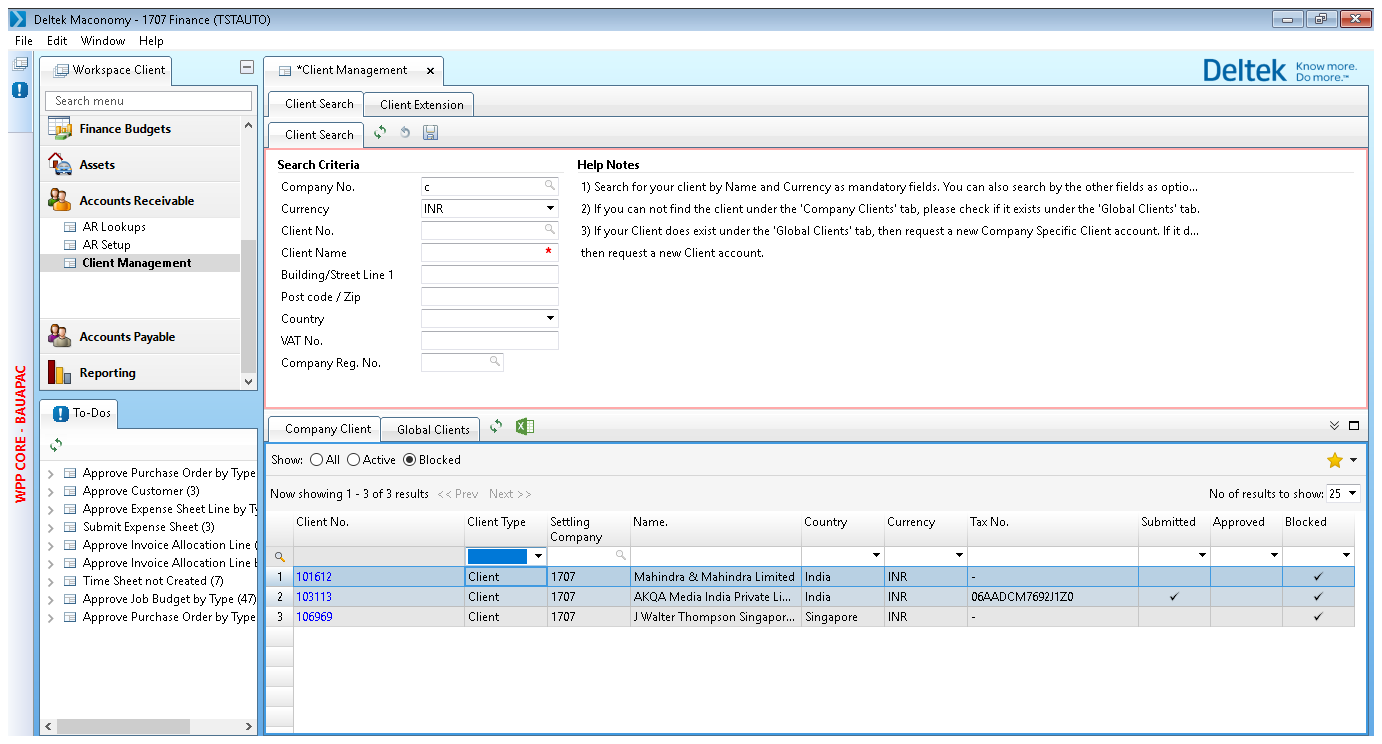 Deltek Maconomy - 1707 Finance (TSTAUTO)
File Edit Window Help
Workspace Client
Search menu
Finance Budgets
Assets
Accounts Receivable
AR Lookups
AR Setup
Client Management
Accounts Payable
Reporting
WPP CORE - BAUAPAC
To-Dos
Approve Purchase Order by Type
Approve Customer (3)
Approve Expense Sheet Line by Ty
Submit Expense Sheet (3)
Approve Invoice Allocation Line (
Approve Invoice Allocation Line b
Time Sheet not Created (7)
Approve Job Budget by Type (47)
Approve Purchase Order by Type
*Client Management x
Deltek Know more.
Do more.™
Client Search Client Extension
Client Search
Search Criteria Help Notes
Company No. c 1) Search for your client by Name and Currency as mandatory fields. You can also search by the other fields as optio...
Currency INR 2) If you can not find the client under the 'Company Clients' tab, please check if it exists under the 'Global Clients' tab.
Client No. 3) If your Client does exist under the 'Global Clients' tab, then request a new Company Specific Client account. If it d...
Client Name * then request a new Client account.
Building/Street Line 1
Post code / Zip
Country
VAT No.
Company Reg. No.
Company Client Global Clients
Show: All Active Blocked
Now showing 1 - 3 of 3 results << Prev Next >> No of results to show: 25
Client No. Client Type Settling Company Name. Country Currency Tax No. Submitted Approved Blocked
1 101612 Client 1707 Mahindra & Mahindra Limited India INR - ✓
2 103113 Client 1707 AKQA Media India Private Li... India INR 06AADCM7692J1Z0 ✓ ✓
3 106969 Client 1707 J Walter Thompson Singapor... Singapore INR - ✓